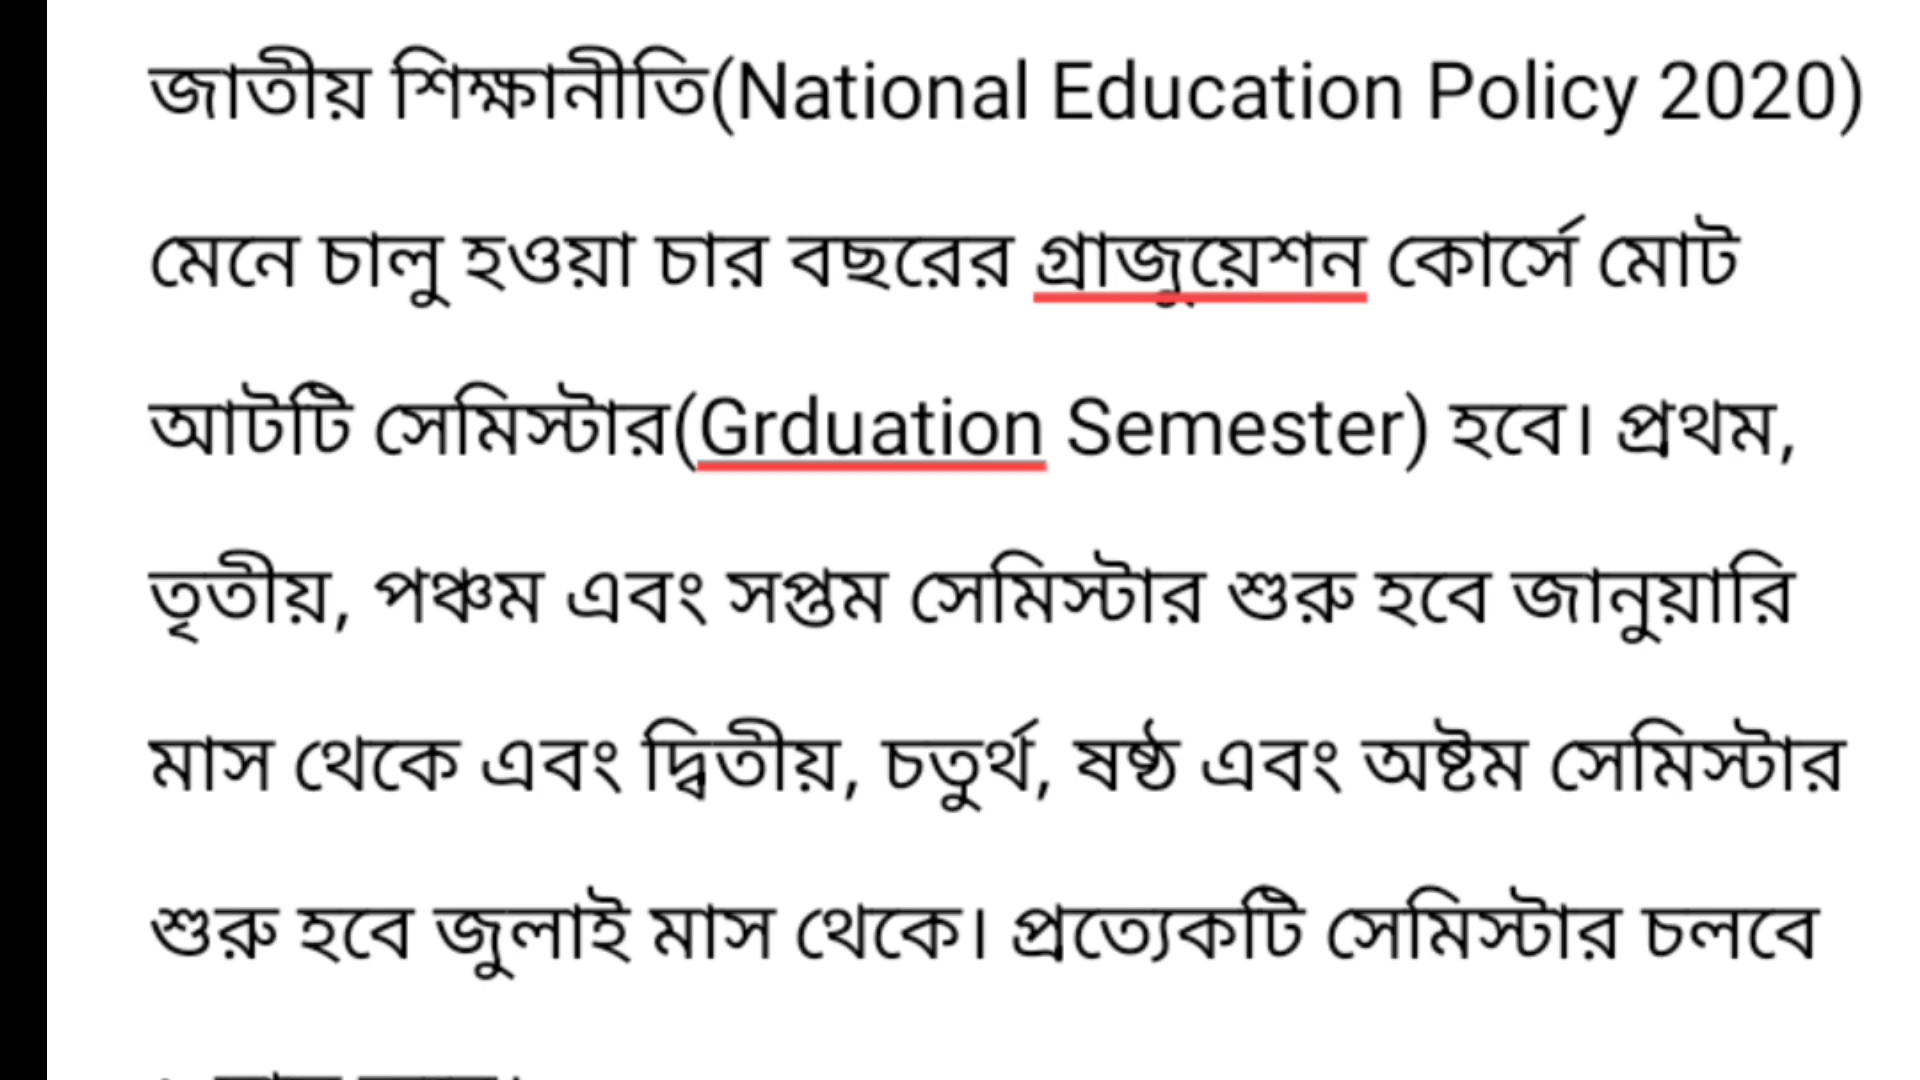 জাতীয় শিক্ষানীতি(National Education Policy 2020)
মেনে চালু হওয়া চার বছরের গ্রাজুয়েশন কোর্সে মোট
আটটি সেমিস্টার(Grduation Semester) হবে। প্রথম,
তৃতীয়, পঞ্চম এবং সপ্তম সেমিস্টার শুরু হবে জানুয়ারি
মাস থেকে এবং দ্বিতীয়, চতুর্থ, ষষ্ঠ এবং অষ্টম সেমিস্টার
শুরু হবে জুলাই মাস থেকে। প্রত্যেকটি সেমিস্টার চলবে